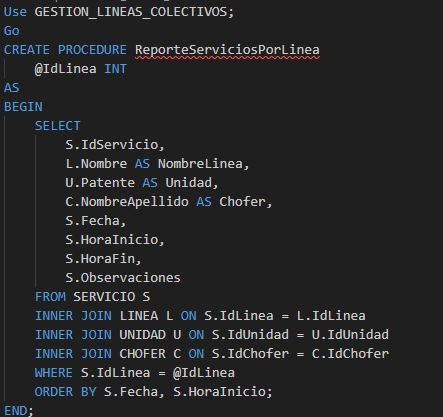 Use GESTION_LINEAS_COLECTIVOS;
Go
CREATE PROCEDURE ReporteServiciosPorLinea
    @IdLinea INT
AS
BEGIN
    SELECT
        S.IdServicio,
        L.Nombre AS NombreLinea,
        U.Patente AS Unidad,
        C.NombreApellido AS Chofer,
        S.Fecha,
        S.HoraInicio,
        S.HoraFin,
        S.Observaciones
    FROM SERVICIO S
    INNER JOIN LINEA L ON S.IdLinea = L.IdLinea
    INNER JOIN UNIDAD U ON S.IdUnidad = U.IdUnidad
    INNER JOIN CHOFER C ON S.IdChofer = C.IdChofer
    WHERE S.IdLinea = @IdLinea
    ORDER BY S.Fecha, S.HoraInicio;
END;